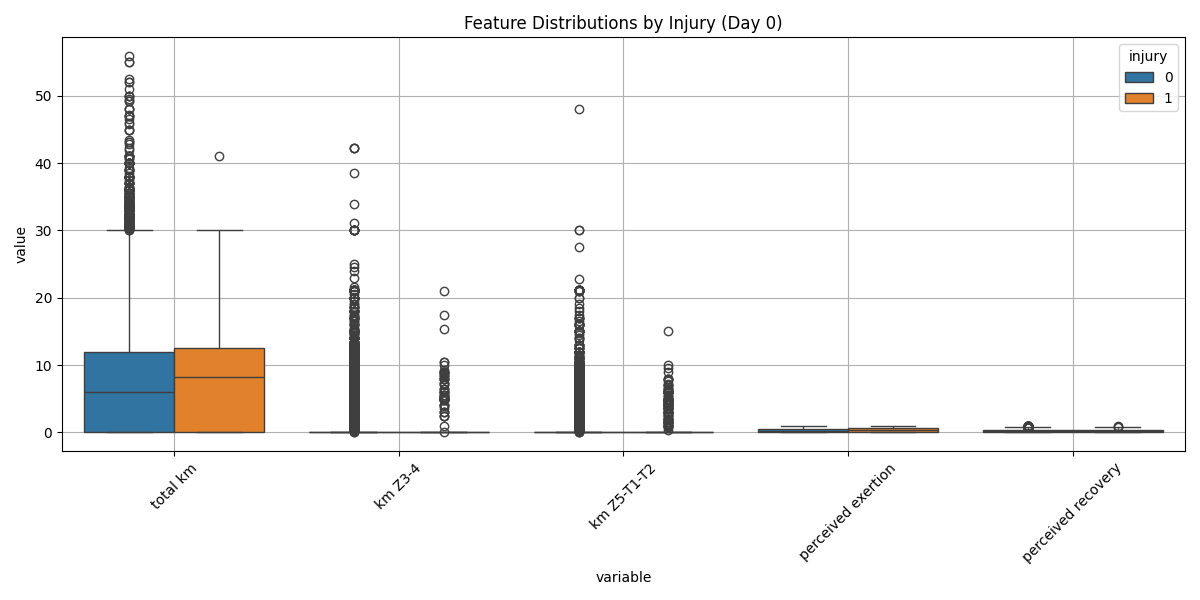 Feature Distributions by Injury (Day 0)
injury
0
1
value
50
40
30
20
10
0
total km
km Z3-4
km Z5-T1-T2
perceived exertion
perceived recovery
variable